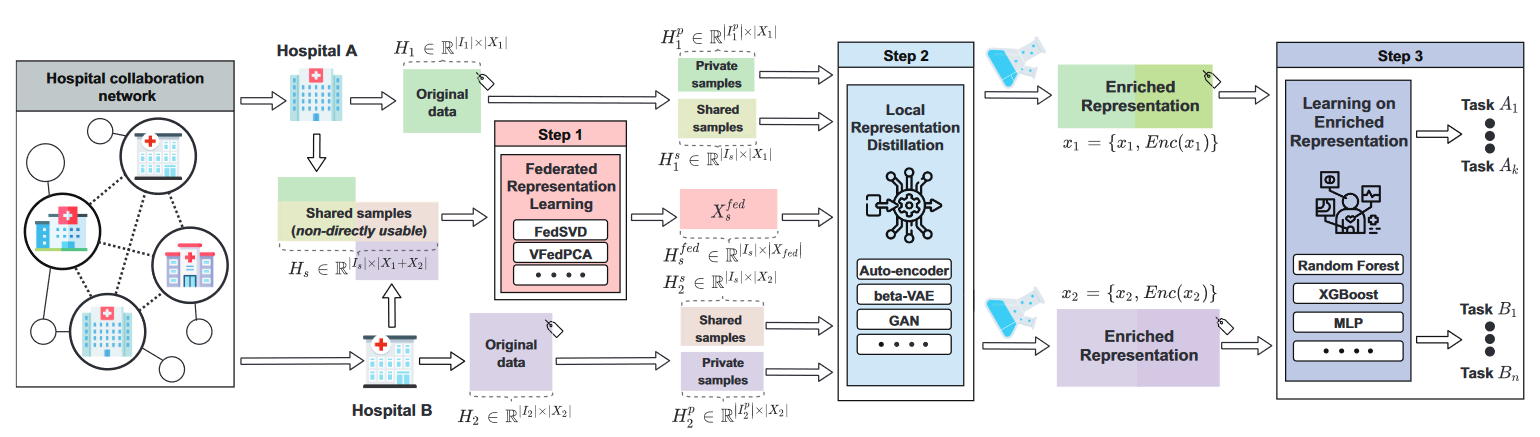 Hospital collaboration
network
Hospital A
$H_1 \in \mathbb{R}^{|I_1| \times |X_1|}$
Original
data
Shared samples
(non-directly usable)
$H_s \in \mathbb{R}^{|I_s| \times |X_1 + X_2|}$
Hospital B
Original
data
$H_2 \in \mathbb{R}^{|I_2| \times |X_2|}$
Step 1
Federated
Representation
Learning
FedSVD
VFedPCA
• • • •
$H_1^p \in \mathbb{R}^{|I_1^p| \times |X_1|}$
Private
samples
Shared
samples
$H_1^s \in \mathbb{R}^{|I_s| \times |X_1|}$
$X_s^{fed}$
$H_s^{fed} \in \mathbb{R}^{|I_s| \times |X_{fed}|}$
$H_2^s \in \mathbb{R}^{|I_s| \times |X_2|}$
Shared
samples
Private
samples
$H_2^p \in \mathbb{R}^{|I_2^p| \times |X_2|}$
Step 2
Local
Representation
Distillation
Auto-encoder
beta-VAE
GAN
• • • •
Enriched
Representation
$x_1 = \{x_1, Enc(x_1)\}$
$x_2 = \{x_2, Enc(x_2)\}$
Enriched
Representation
Step 3
Learning on
Enriched
Representation
Random Forest
XGBoost
MLP
• • • •
Task $A_1$
Task $A_k$
Task $B_1$
Task $B_n$